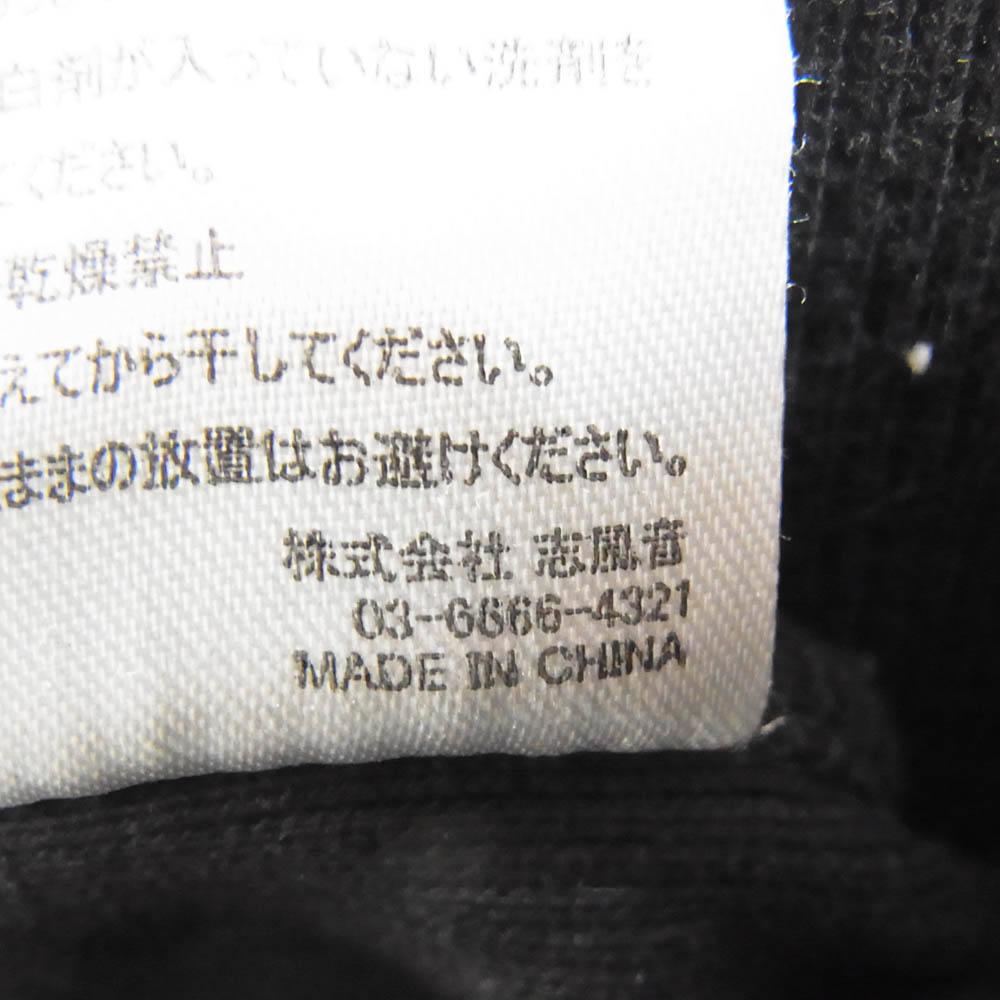 白剤が入っていない洗剤を
てください。
乾燥禁止
えてから干してください。
ままの放置はお避けください。
株式会社 志風音
03-6666-4321
MADE IN CHINA